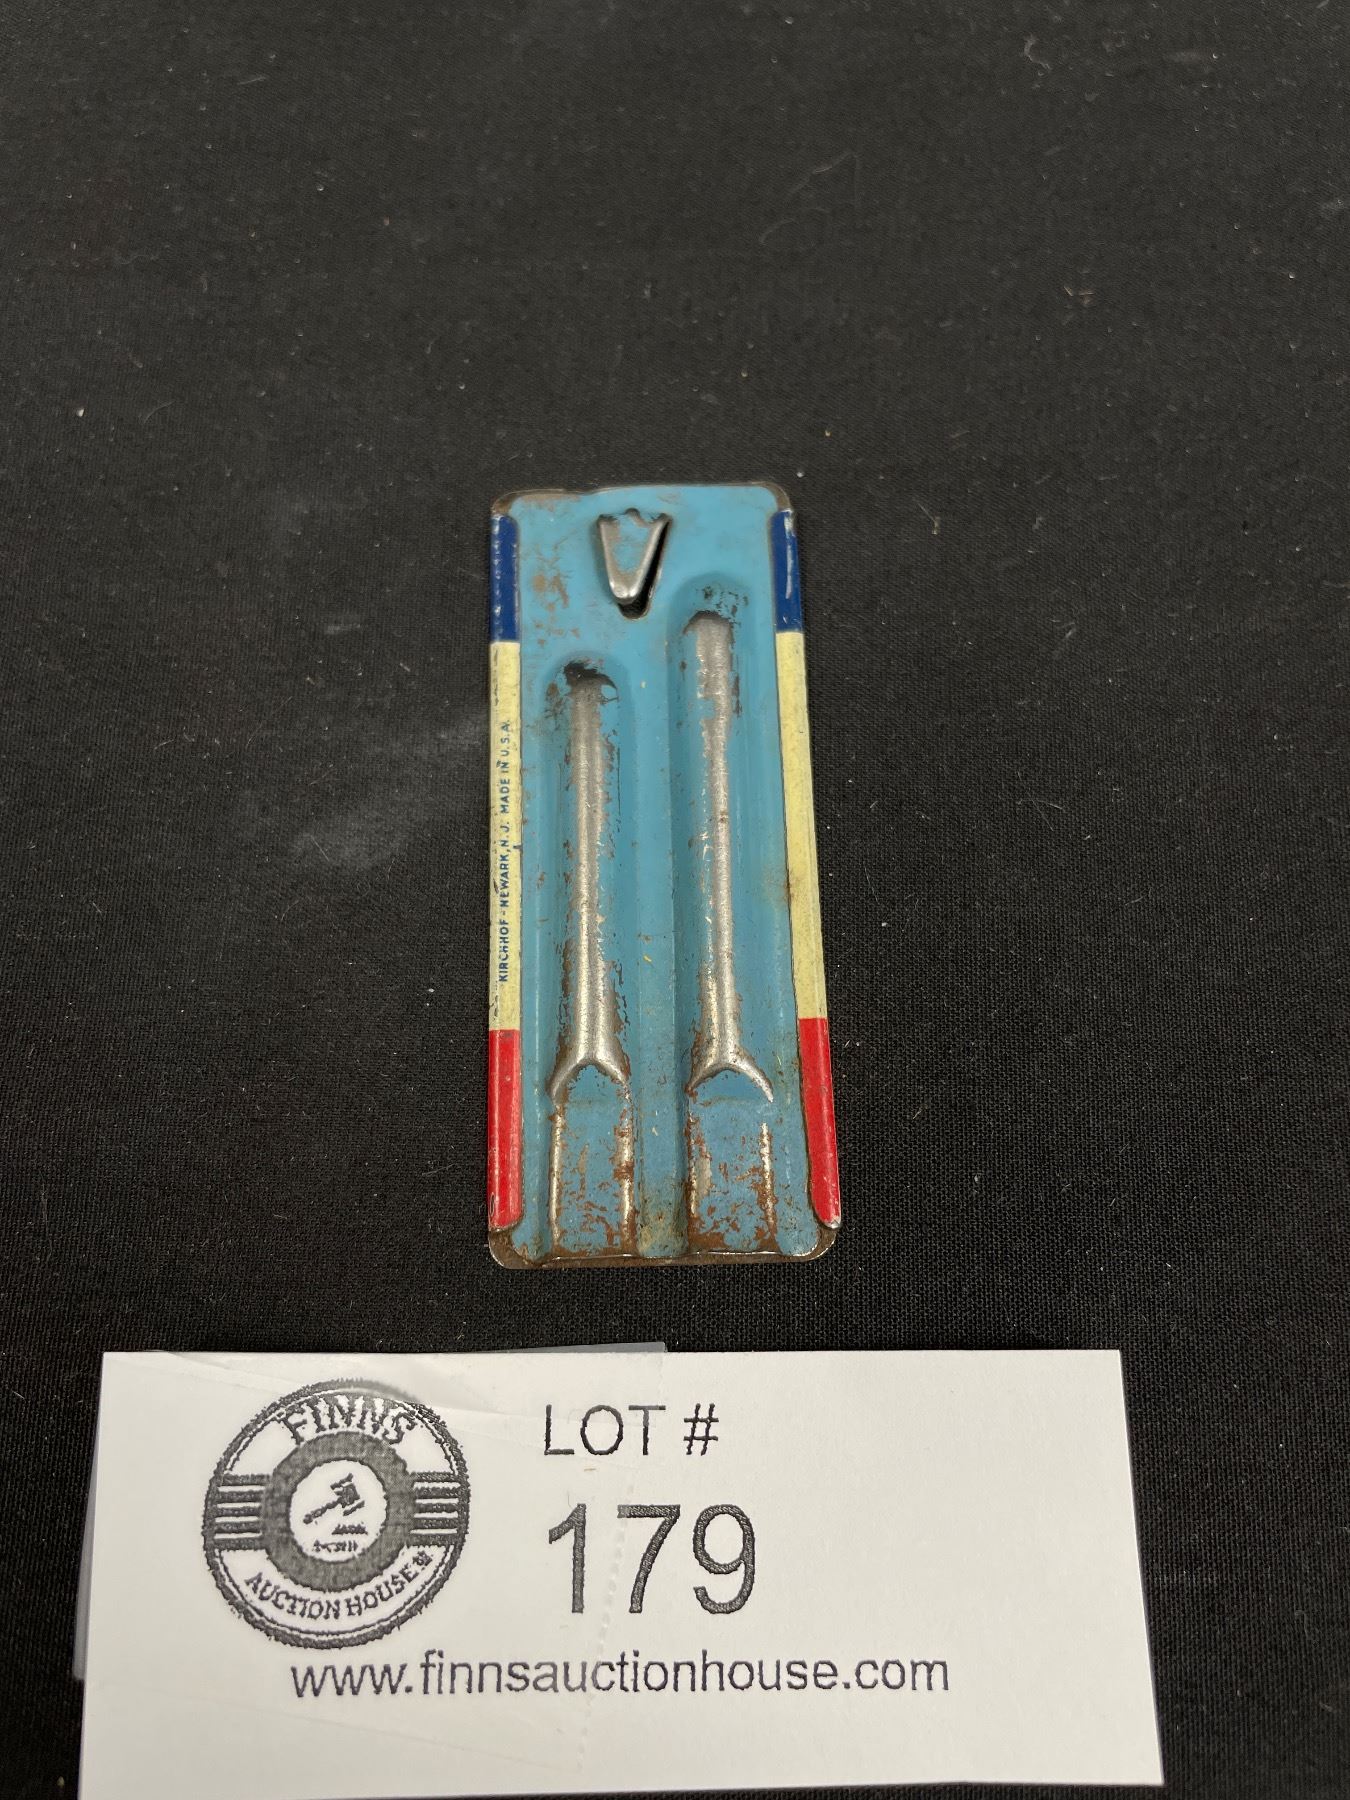 KIRCHHOF - NEWARK, N.J. MADE IN U.S.A.
FINNS
AUCTION HOUSE
LOT #
179
www.finnsauctionhouse.com